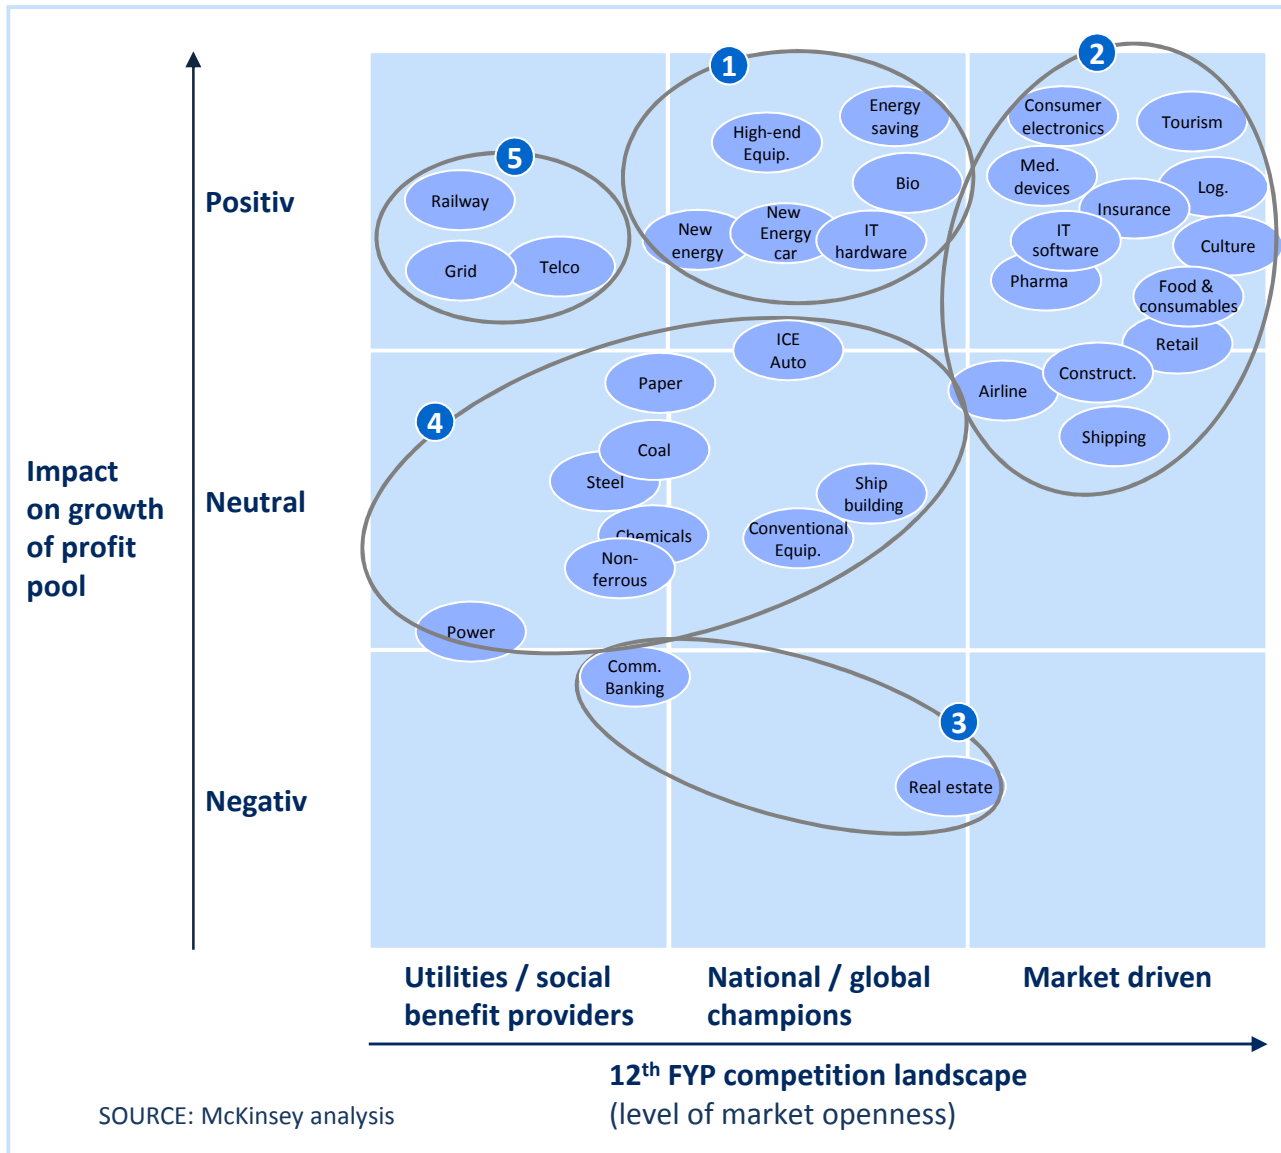 1
2
5
Positiv
Railway
Grid
Telco
High-end
Equip.
Energy
saving
Bio
New
energy
New
Energy
car
IT
hardware
Consumer
electronics
Tourism
Med.
devices
Log.
Insurance
IT
software
Culture
Pharma
Food &
consumables
Retail
4
Impact
on growth
of profit
pool
Neutral
ICE
Auto
Paper
Coal
Steel
Chemicals
Non-
ferrous
Power
Ship
building
Conventional
Equip.
Airline
Construct.
Shipping
Negativ
Comm.
Banking
3
Real estate
Utilities / social
benefit providers
National / global
champions
Market driven
12th FYP competition landscape
(level of market openness)
SOURCE: McKinsey analysis